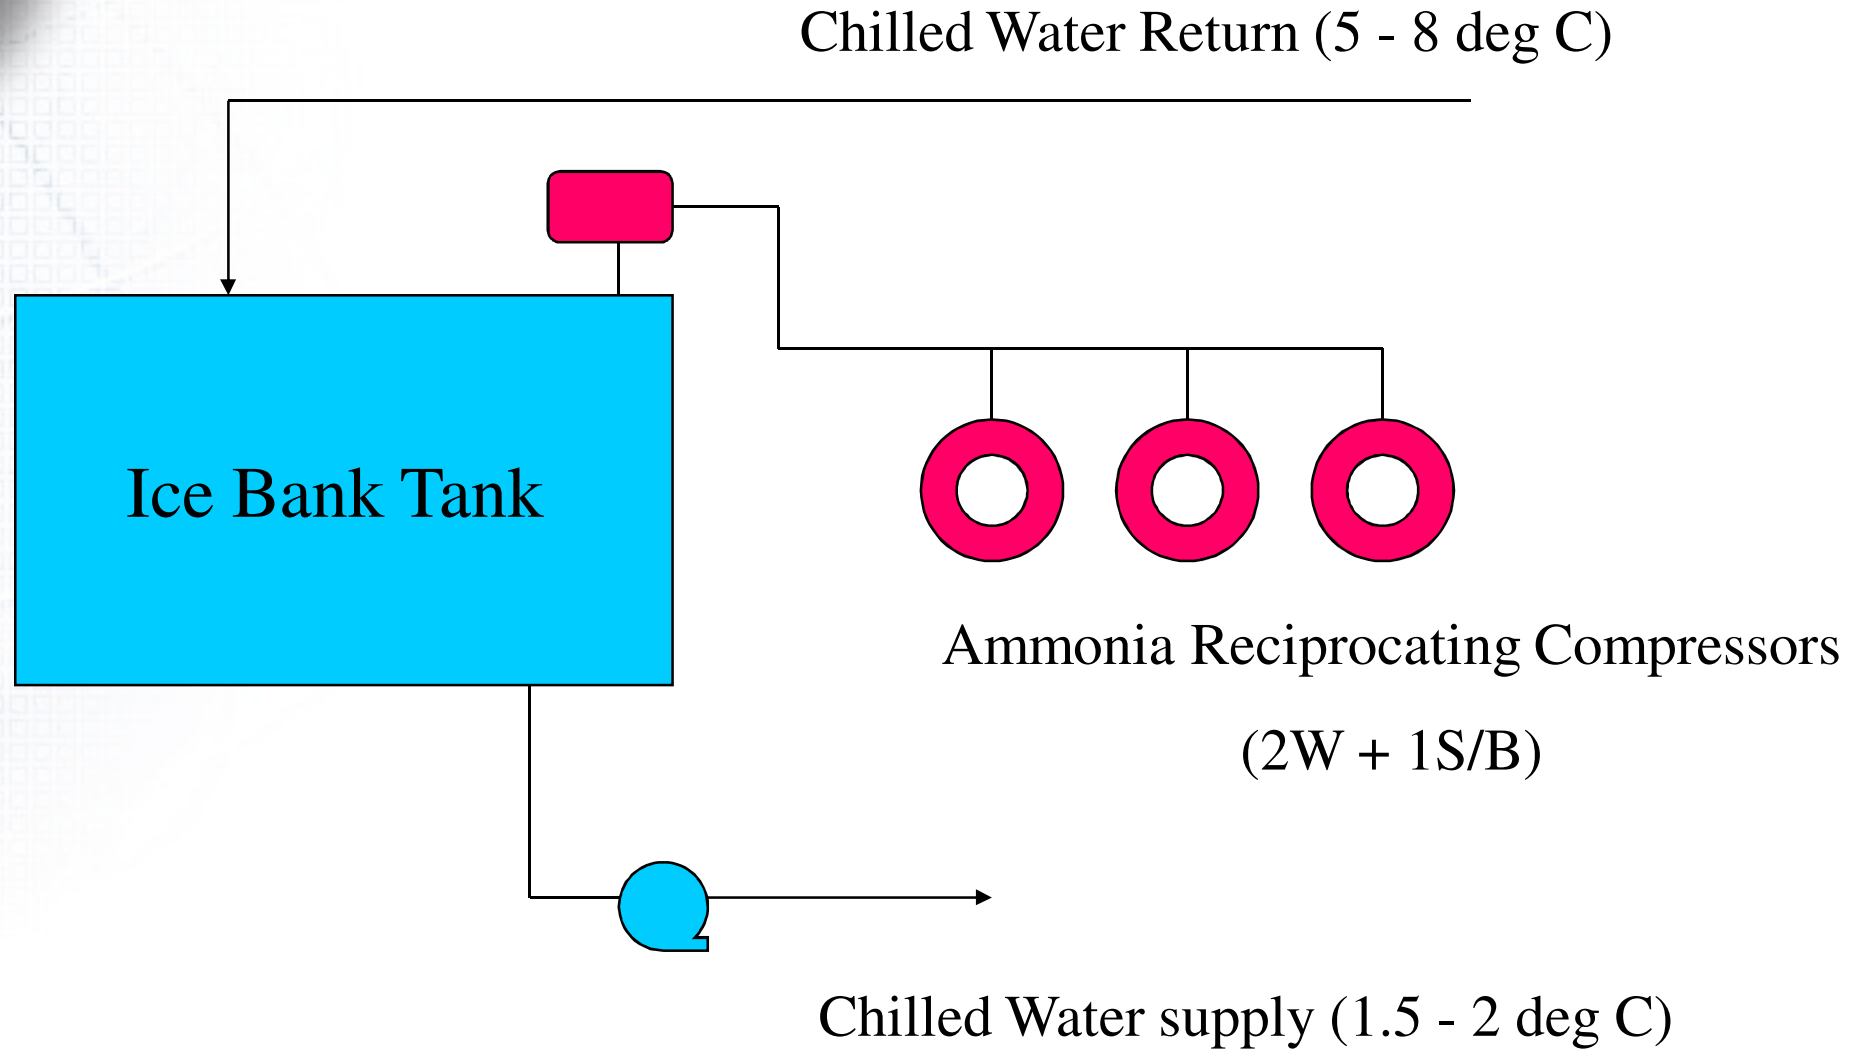 Chilled Water Return (5 - 8 deg C)
Ice Bank Tank
Ammonia Reciprocating Compressors
(2W + 1S/B)
Chilled Water supply (1.5 - 2 deg C)